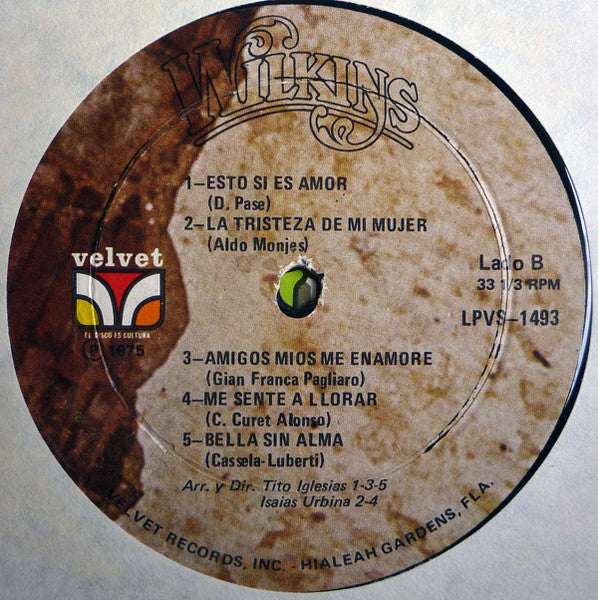 WILKINS
1–ESTO SI ES AMOR
(D. Pase)
2–LA TRISTEZA DE MI MUJER
(Aldo Monjes)
velvet
EL DISCO ES CULTURA
Ⓟ 1975
Lado B
33 1/3 RPM
LPVS–1493
3–AMIGOS MIOS ME ENAMORE
(Gian Franca Pagliaro)
4–ME SENTE A LLORAR
(C. Curet Alonso)
5–BELLA SIN ALMA
(Cassela-Luberti)
Arr. y Dir. Tito Iglesias 1-3-5
Isaias Urbina 2-4
VELVET RECORDS, INC. - HIALEAH GARDENS, FLA.